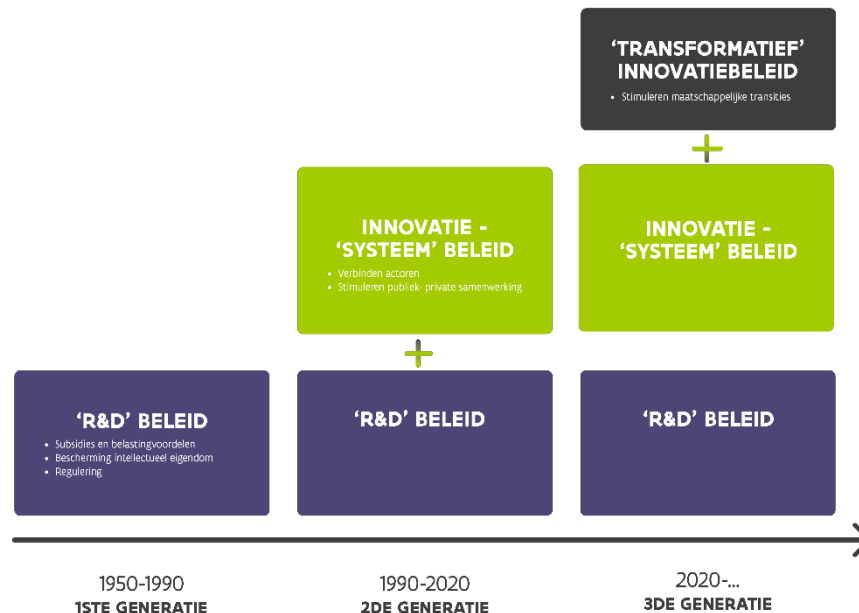 ‘TRANSFORMATIEF’
INNOVATIEBELEID
• Stimuleren maatschappelijke transities
+
INNOVATIE -
‘SYSTEEM’ BELEID
• Verbinden actoren
• Stimuleren publiek- private samenwerking
INNOVATIE -
‘SYSTEEM’ BELEID
+
‘R&D’ BELEID
• Subsidies en belastingvoordelen
• Bescherming intellectueel eigendom
• Regulering
‘R&D’ BELEID
‘R&D’ BELEID
1950-1990
1STE GENERATIE
1990-2020
2DE GENERATIE
2020-...
3DE GENERATIE